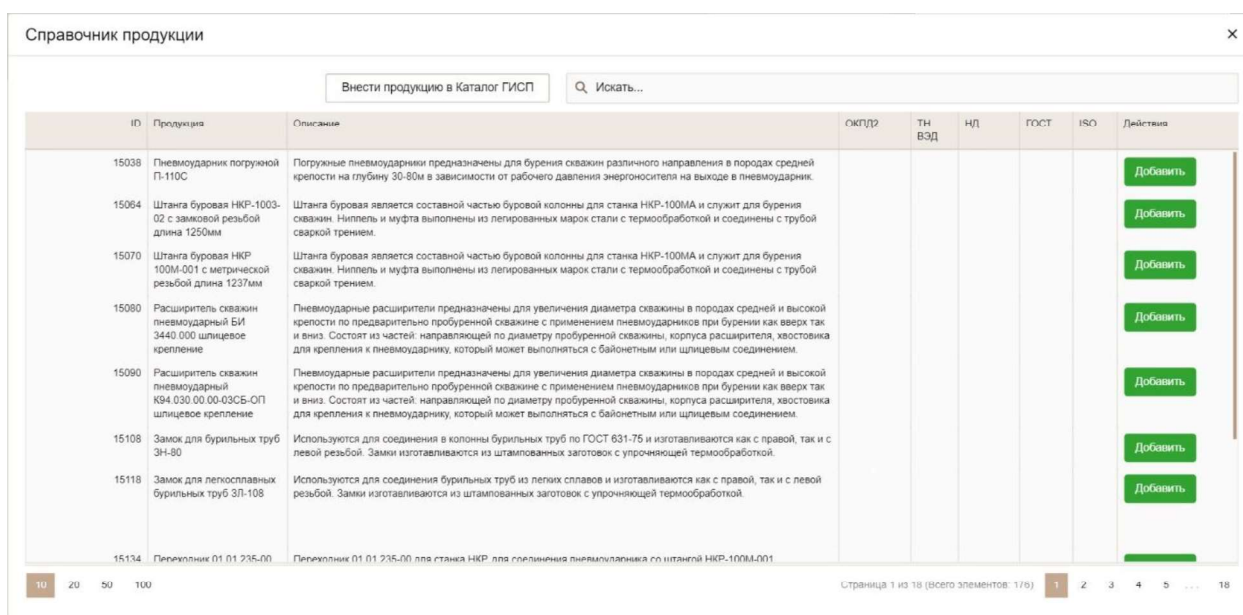 Справочник продукции ×
Внести продукцию в Каталог ГИСП Искать...
ID Продукция Описание ОКПД2 ТН ВЭД НД ГОСТ ISO Действия
15038 Пневмоударник погружной Погружные пневмоударники предназначены для бурения скважин различного направления в породах средней
П-110С крепости на глубину 30-80м в зависимости от рабочего давления энергоносителя на выходе в пневмоударник.
Добавить
15064 Штанга буровая НКР-1003- Штанга буровая является составной частью буровой колонны для станка НКР-100МА и служит для бурения
02 с замковой резьбой скважин. Ниппель и муфта выполнены из легированных марок стали с термообработкой и соединены с трубой
длина 1250мм сваркой трением.
Добавить
15070 Штанга буровая НКР Штанга буровая является составной частью буровой колонны для станка НКР-100МА и служит для бурения
100М-001 с метрической скважин. Ниппель и муфта выполнены из легированных марок стали с термообработкой и соединены с трубой
резьбой длина 1237мм сваркой трением.
Добавить
15080 Расширитель скважин Пневмоударные расширители предназначены для увеличения диаметра скважины в породах средней и высокой
пневмоударный БИ крепости по предварительно пробуренной скважине с применением пневмоударников при бурении как вверх так
3440.000 шлицевое и вниз. Состоят из частей: направляющей по диаметру пробуренной скважины, корпуса расширителя, хвостовика
крепление для крепления к пневмоударнику, который может выполняться с байонетным или щлицевым соединением.
Добавить
15090 Расширитель скважин Пневмоударные расширители предназначены для увеличения диаметра скважины в породах средней и высокой
пневмоударный крепости по предварительно пробуренной скважине с применением пневмоударников при бурении как вверх так
К94.030.00.00-03СБ-ОП и вниз. Состоят из частей: направляющей по диаметру пробуренной скважины, корпуса расширителя, хвостовика
шлицевое крепление для крепления к пневмоударнику, который может выполняться с байонетным или щлицевым соединением.
Добавить
15108 Замок для бурильных труб Используются для соединения в колонны бурильных труб по ГОСТ 631-75 и изготавливаются как с правой, так и с
ЗН-80 левой резьбой. Замки изготавливаются из штампованных заготовок с упрочняющей термообработкой.
Добавить
15118 Замок для легкосплавных Используются для соединения бурильных труб из легких сплавов и изготавливаются как с правой, так и с левой
бурильных труб ЗЛ-108 резьбой. Замки изготавливаются из штампованных заготовок с упрочняющей термообработкой.
Добавить
15134 Переходник 01.01.235-00 Переходник 01.01.235-00 для станка НКР для соединения пневмоударника со штангой НКР-100М-001
10 20 50 100 Страница 1 из 18 (Всего элементов: 176) 1 2 3 4 5 ... 18